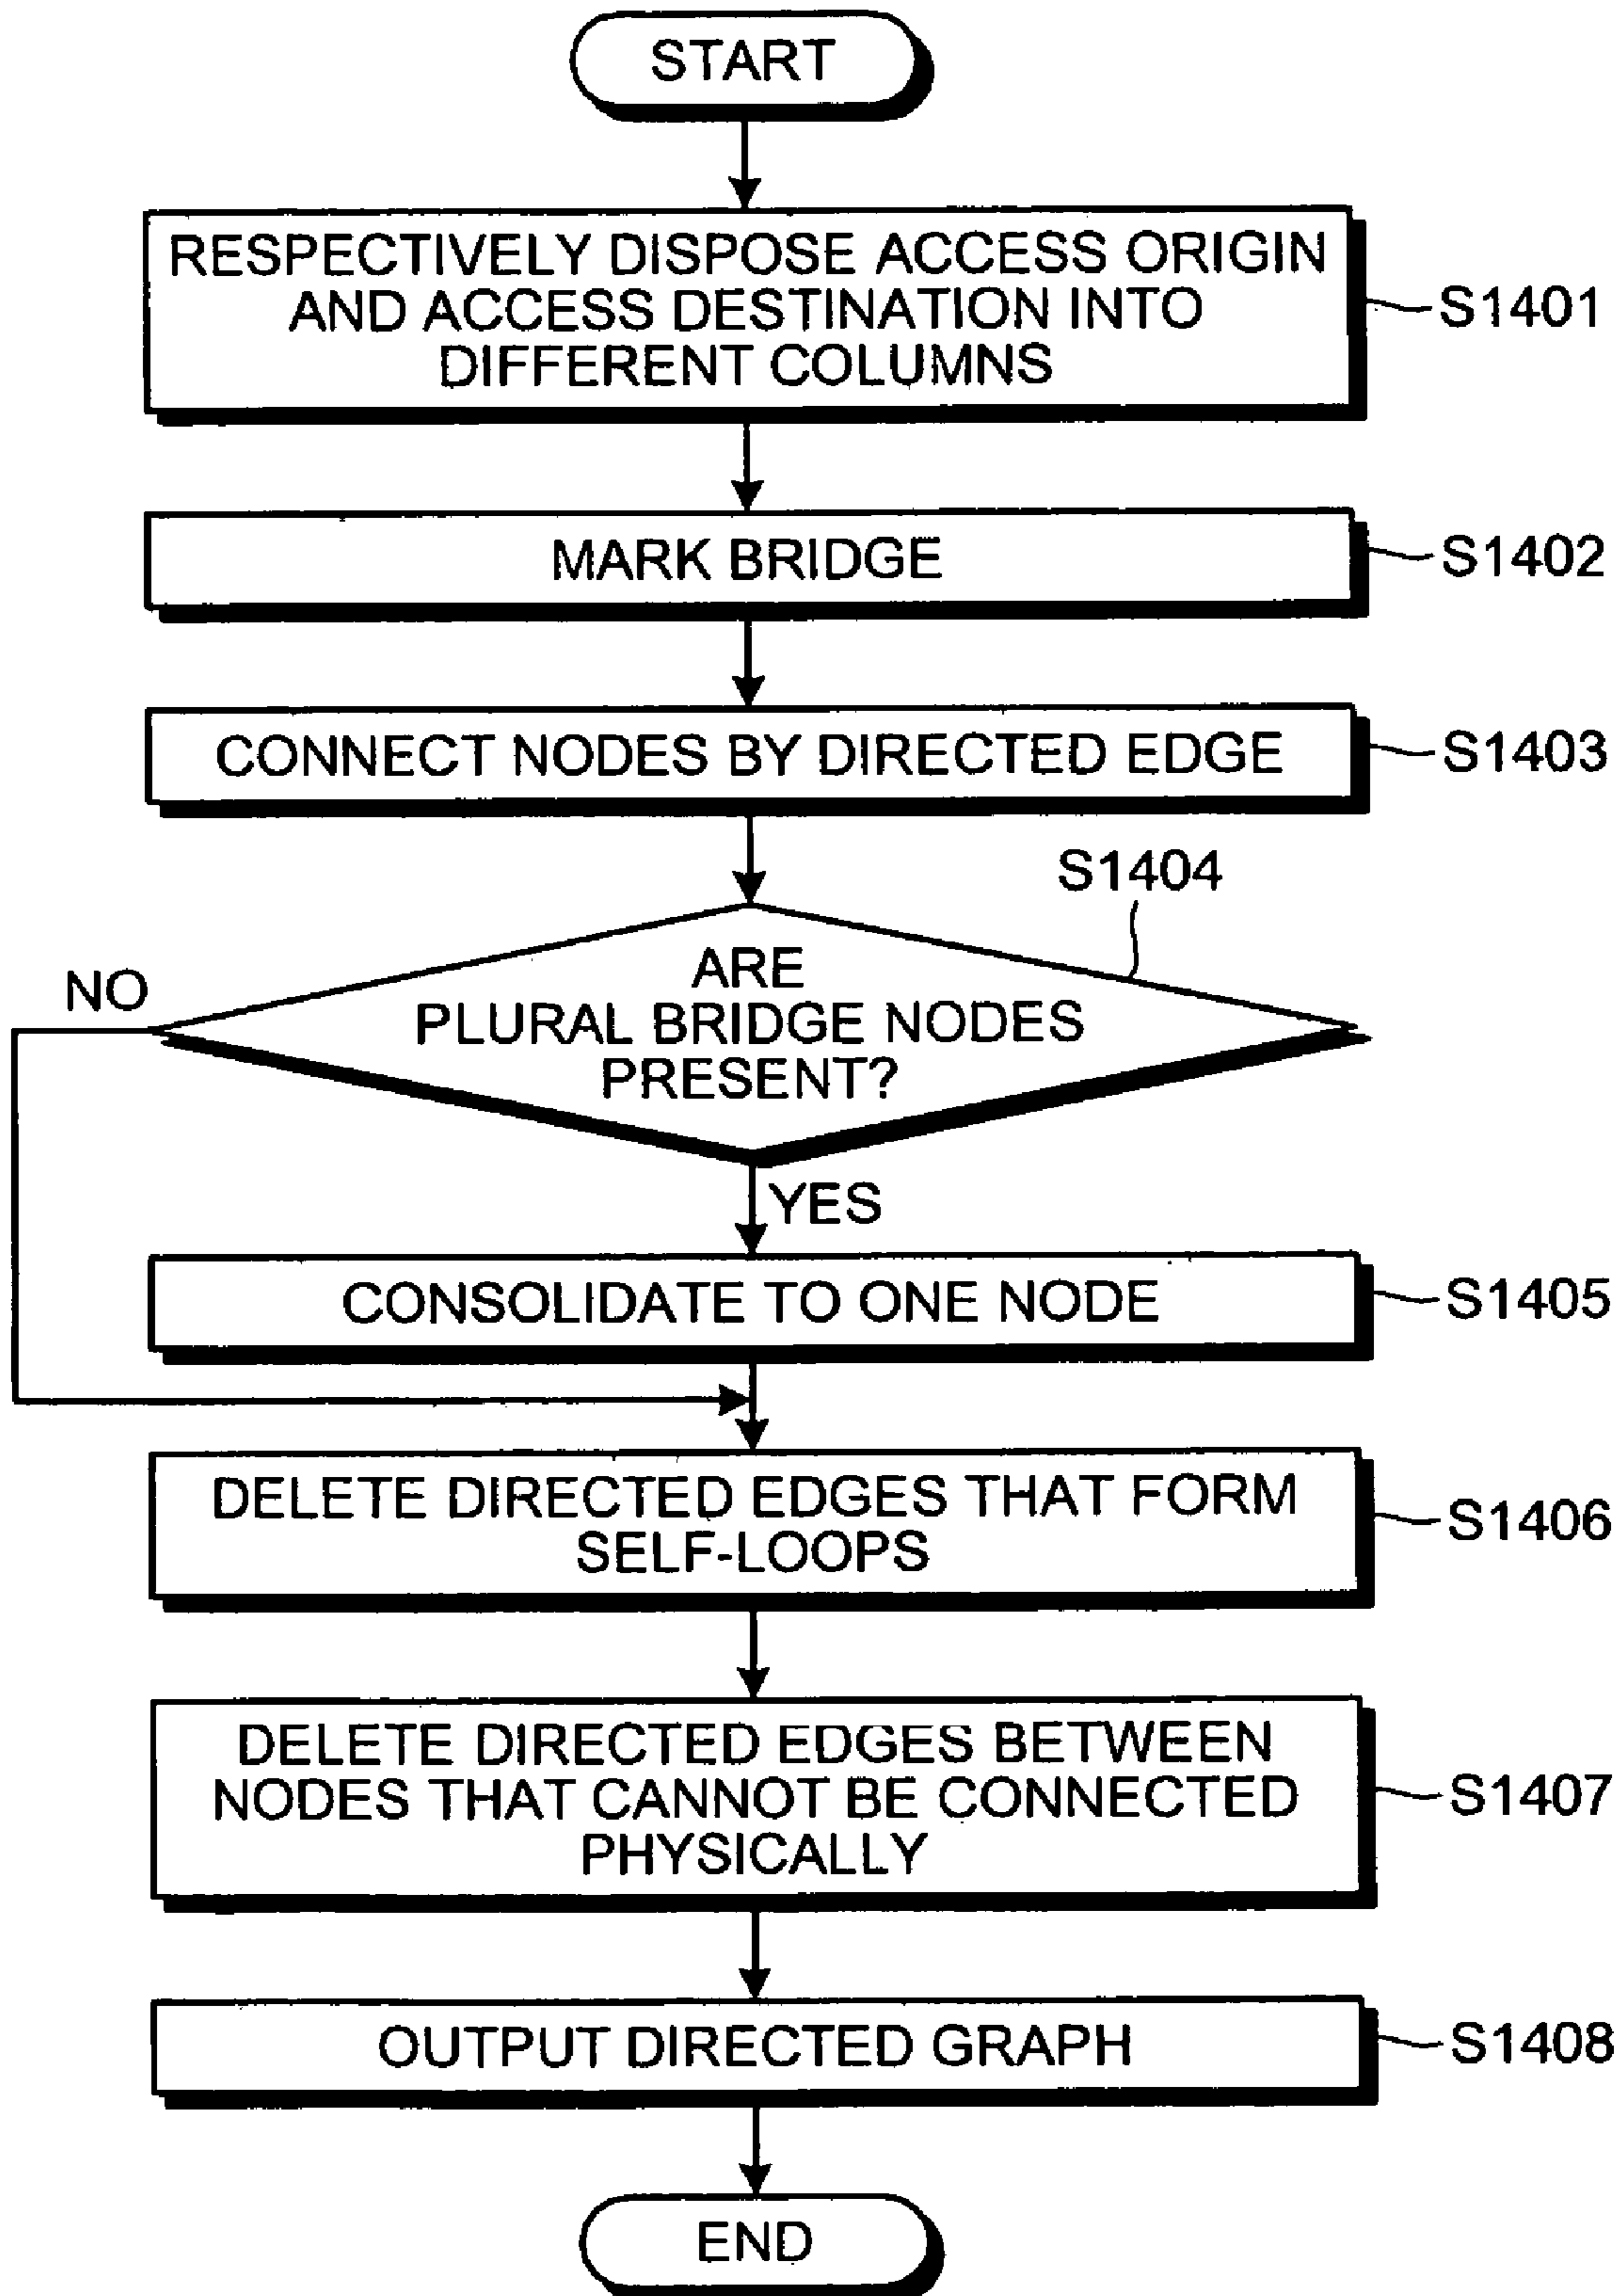 START
RESPECTIVELY DISPOSE ACCESS ORIGIN
AND ACCESS DESTINATION INTO
DIFFERENT COLUMNS
S1401
MARK BRIDGE
S1402
CONNECT NODES BY DIRECTED EDGE
S1403
S1404
ARE
PLURAL BRIDGE NODES
PRESENT?
NO
YES
CONSOLIDATE TO ONE NODE
S1405
DELETE DIRECTED EDGES THAT FORM
SELF-LOOPS
S1406
DELETE DIRECTED EDGES BETWEEN
NODES THAT CANNOT BE CONNECTED
PHYSICALLY
S1407
OUTPUT DIRECTED GRAPH
S1408
END